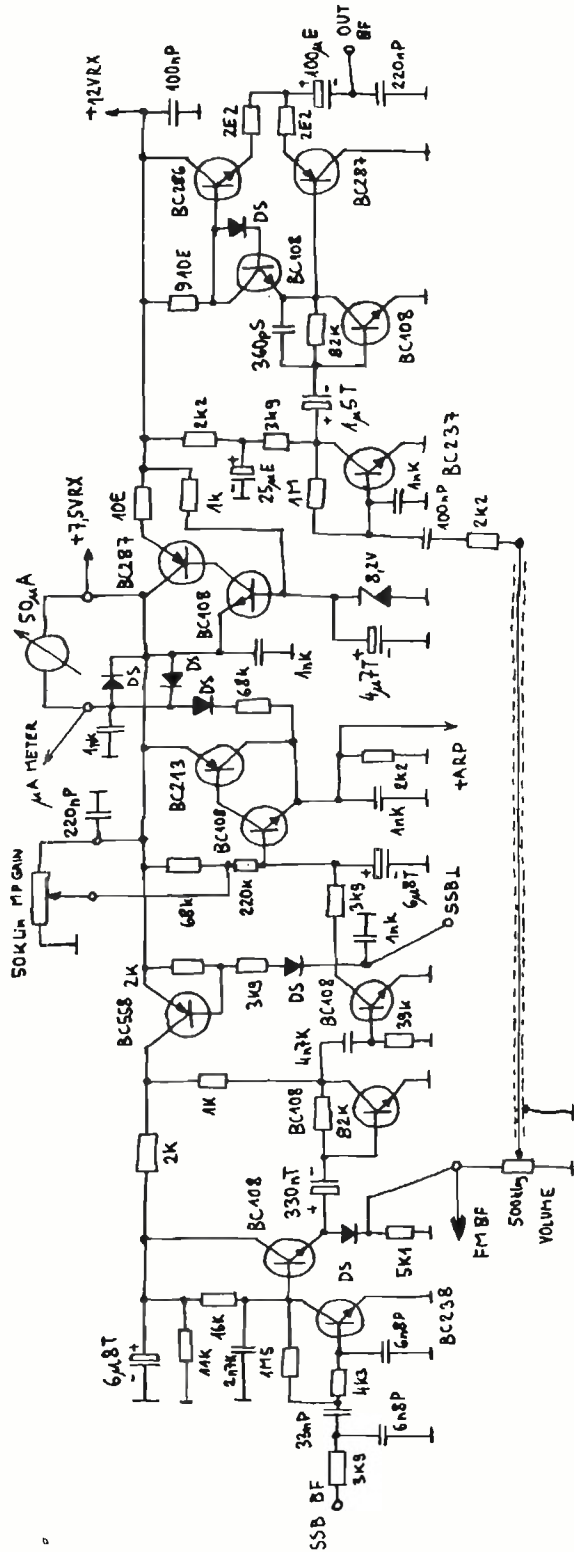 +12VRX
100nP
BC286
2E2
+100µE
-
OUT
BF
220nP
2E2
BC287
DS
910E
BC108
360pS
82K
BC108
+ 1µ5T -
2k2
3k9
25µE
1M
BC237
1nK
100nP
2k2
10E
1k
BC287
+7,5VRX
50µA
BC108
8,2V
4µ7T
+
-
DS
DS
DS
68k
1nK
1nK
µA METER
BC213
BC108
+ARP
2k2
1nK
220nP
50KLin MP GAIN
68k
220k
3k9
6µ8T
+
-
SSB⊥
1nK
2K
BC558
3k9
DS
BC108
4n7K
39k
1K
BC108
82K
2K
330nT
+
-
BC108
DS
5K1
FM BF
500klog
VOLUME
6µ8T
+
-
11K
16K
2n7K
1M5
BC238
6n8P
4K3
33nP
6n8P
3K9
SSB BF